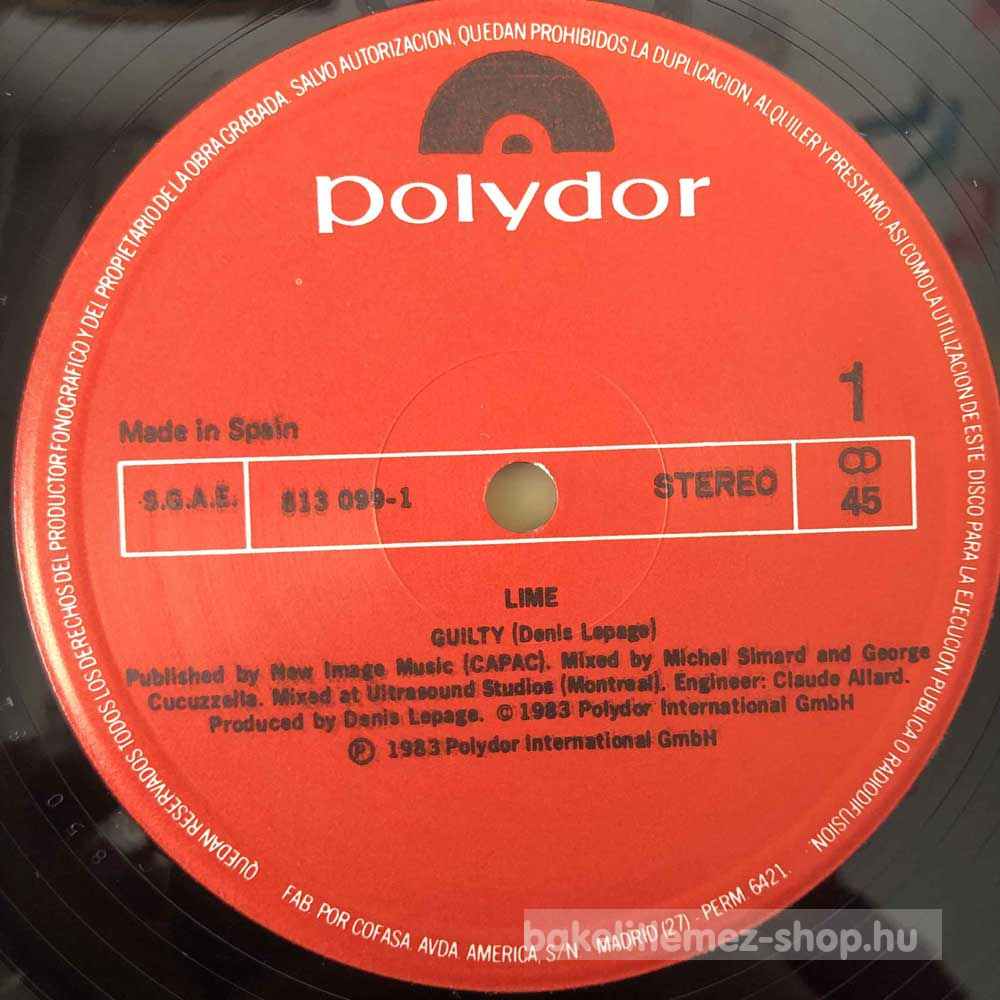 QUEDAN RESERVADOS TODOS LOS DERECHOS DEL PRODUCTOR FONOGRAFICO Y DEL PROPIETARIO DE LA OBRA GRABADA. SALVO AUTORIZACION, QUEDAN PROHIBIDOS LA DUPLICACION, ALQUILER Y PRESTAMO, ASI COMO LA UTILIZACION DE ESTE DISCO PARA LA EJECUCION PUBLICA O RADIODIFUSION.
polydor
1
Made in Spain
S.G.A.E. 813 099-1 STEREO 45
LIME
GUILTY (Denis Lepage)
Published by New Image Music (CAPAC). Mixed by Michel Simard and George
Cucuzzella. Mixed at Ultrasound Studios (Montreal). Engineer: Claude Allard.
Produced by Denis Lepage. © 1983 Polydor International GmbH
℗ 1983 Polydor International GmbH
FAB. POR COFASA. AVDA. AMERICA, S/N - MADRID (27) - PERM. 6421.
bakelitlemez-shop.hu